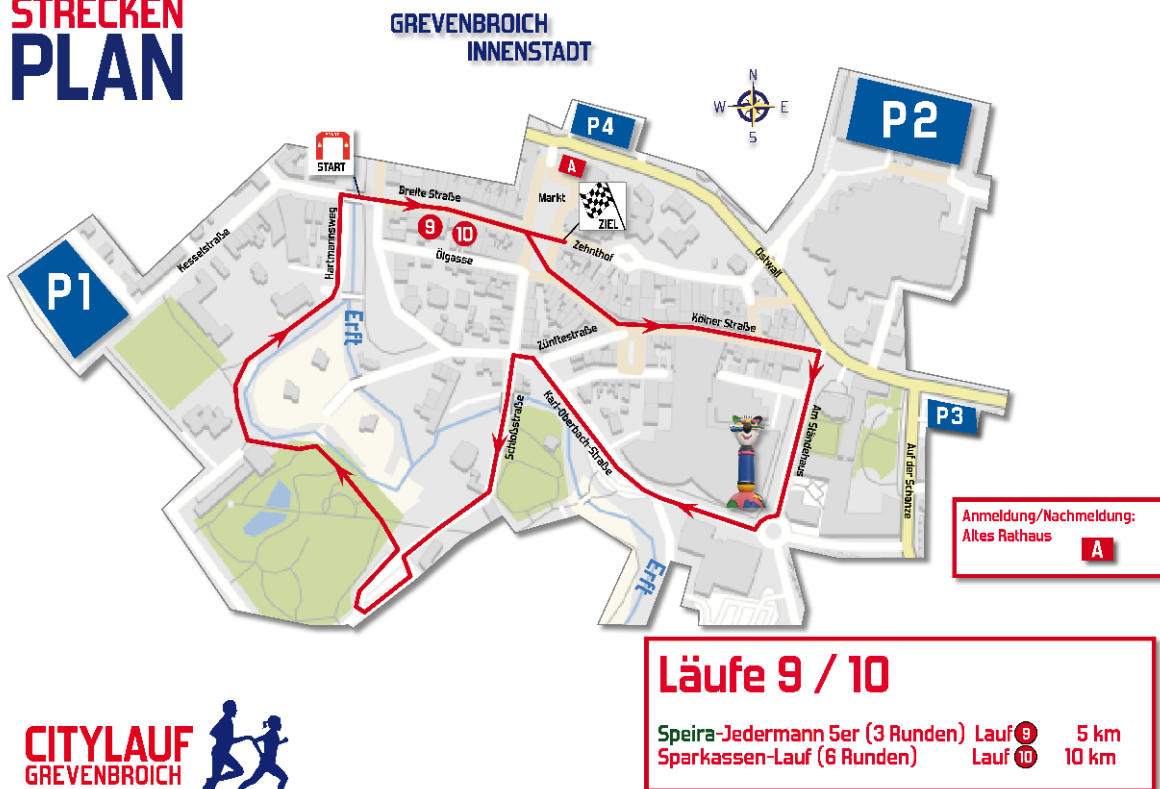 STRECKEN
PLAN
GREVENBROICH
INNENSTADT
N
W
E
S
P4
P2
START
A
Markt
ZIEL
Breite Straße
9
10
Zehnthof
Ölgasse
Hartmannsweg
Kesselstraße
Ostwall
P1
Erft
Kölner Straße
Zünftestraße
P3
Schloßstraße
Karl-Oberbach-Straße
Am Ständehaus
Auf der Schanze
Erft
Anmeldung/Nachmeldung:
Altes Rathaus
A
Läufe 9 / 10
Speira-Jedermann 5er (3 Runden) Lauf 9 5 km
Sparkassen-Lauf (6 Runden) Lauf 10 10 km
CITYLAUF
GREVENBROICH